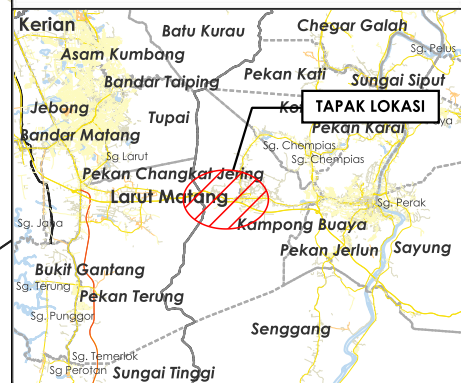 Kerian
Chegar Galah
Batu Kurau
Sg. Pelus
Asam Kumbang
Pekan Kati
Bandar Taiping
Sungai Siput
Jebong
TAPAK LOKASI
Tupai
Pekan Karai
Bandar Matang
Sg. Chempias
Sg Larut
Sg. Chempias
Pekan Changkat Jering
Larut Matang
Sg. Perak
Sg. Jaha
Kampong Buaya
Pekan Jerlun
Sayung
Bukit Gantang
Sg. Terung
Pekan Terung
Sg. Punggor
Senggang
Sg. Temerlok
Sg Perotan
Sungai Tinggi